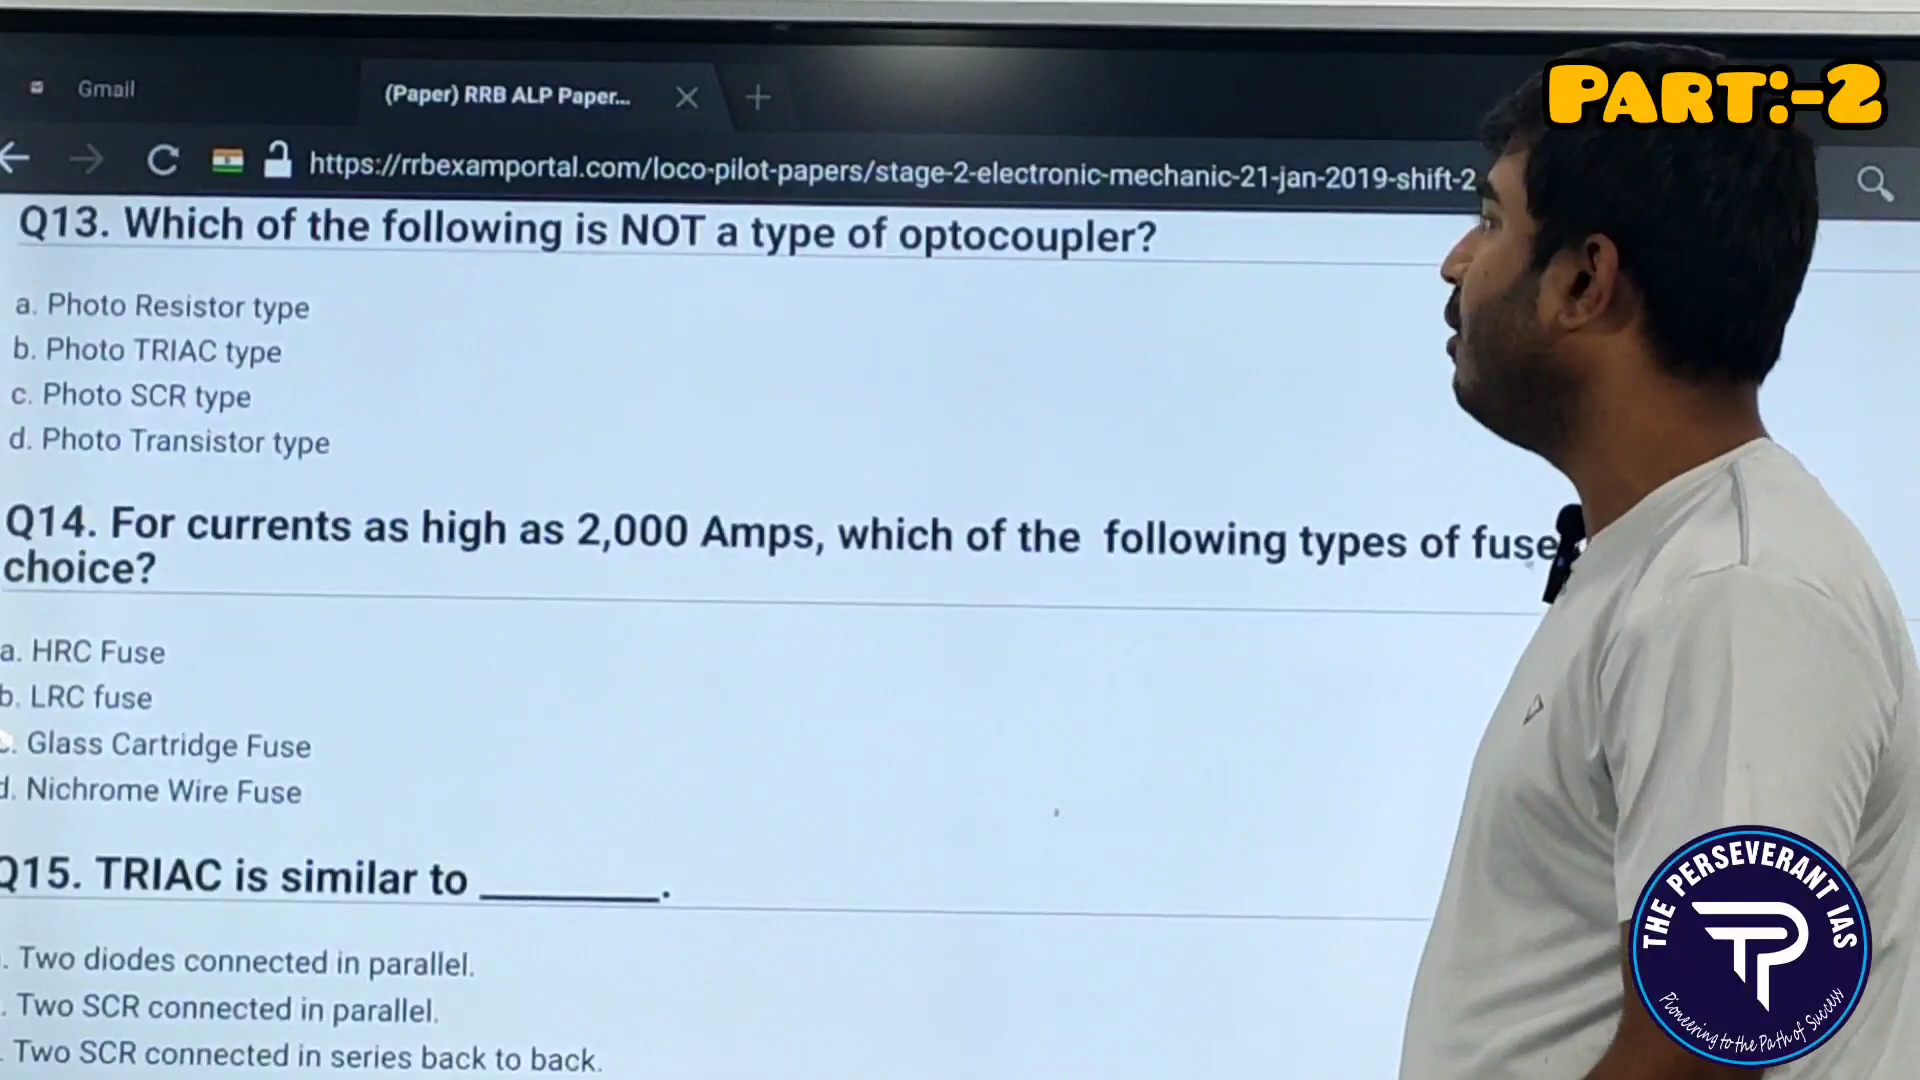 PART:-2
Gmail
(Paper) RRB ALP Paper...
https://rrbexamportal.com/loco-pilot-papers/stage-2-electronic-mechanic-21-jan-2019-shift-2
Q13. Which of the following is NOT a type of optocoupler?
a. Photo Resistor type
b. Photo TRIAC type
c. Photo SCR type
d. Photo Transistor type
Q14. For currents as high as 2,000 Amps, which of the following types of fuse
choice?
a. HRC Fuse
b. LRC fuse
. Glass Cartridge Fuse
d. Nichrome Wire Fuse
Q15. TRIAC is similar to ________.
. Two diodes connected in parallel.
. Two SCR connected in parallel.
. Two SCR connected in series back to back.
THE PERSEVERANT IAS
TP
Pioneering to the Path of Success